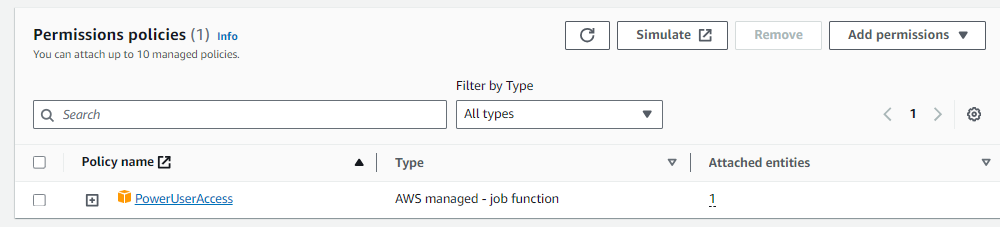 Permissions policies (1) Info
You can attach up to 10 managed policies.
Simulate
Remove
Add permissions
Filter by Type
Search
All types
1
Policy name
Type
Attached entities
PowerUserAccess
AWS managed - job function
1